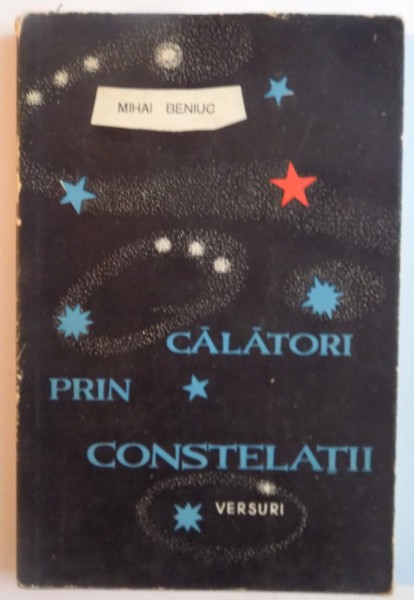 MIHAI BENIUC
CĂLĂTORI
PRIN
CONSTELAȚII
VERSURI